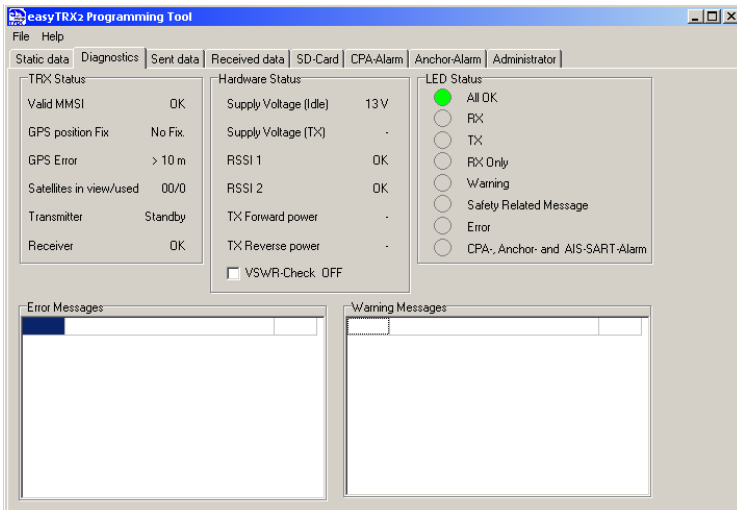 easyTRX2 Programming Tool
File Help
Static data Diagnostics Sent data Received data SD-Card CPA-Alarm Anchor-Alarm Administrator
TRX Status
Valid MMSI OK
GPS position Fix No Fix.
GPS Error > 10 m
Satellites in view/used 00/0
Transmitter Standby
Receiver OK
Hardware Status
Supply Voltage (Idle) 13 V
Supply Voltage (TX) -
RSSI 1 OK
RSSI 2 OK
TX Forward power -
TX Reverse power -
VSWR-Check OFF
LED Status
All OK
RX
TX
RX Only
Warning
Safety Related Message
Error
CPA-, Anchor- and AIS-SART-Alarm
Error Messages
Warning Messages